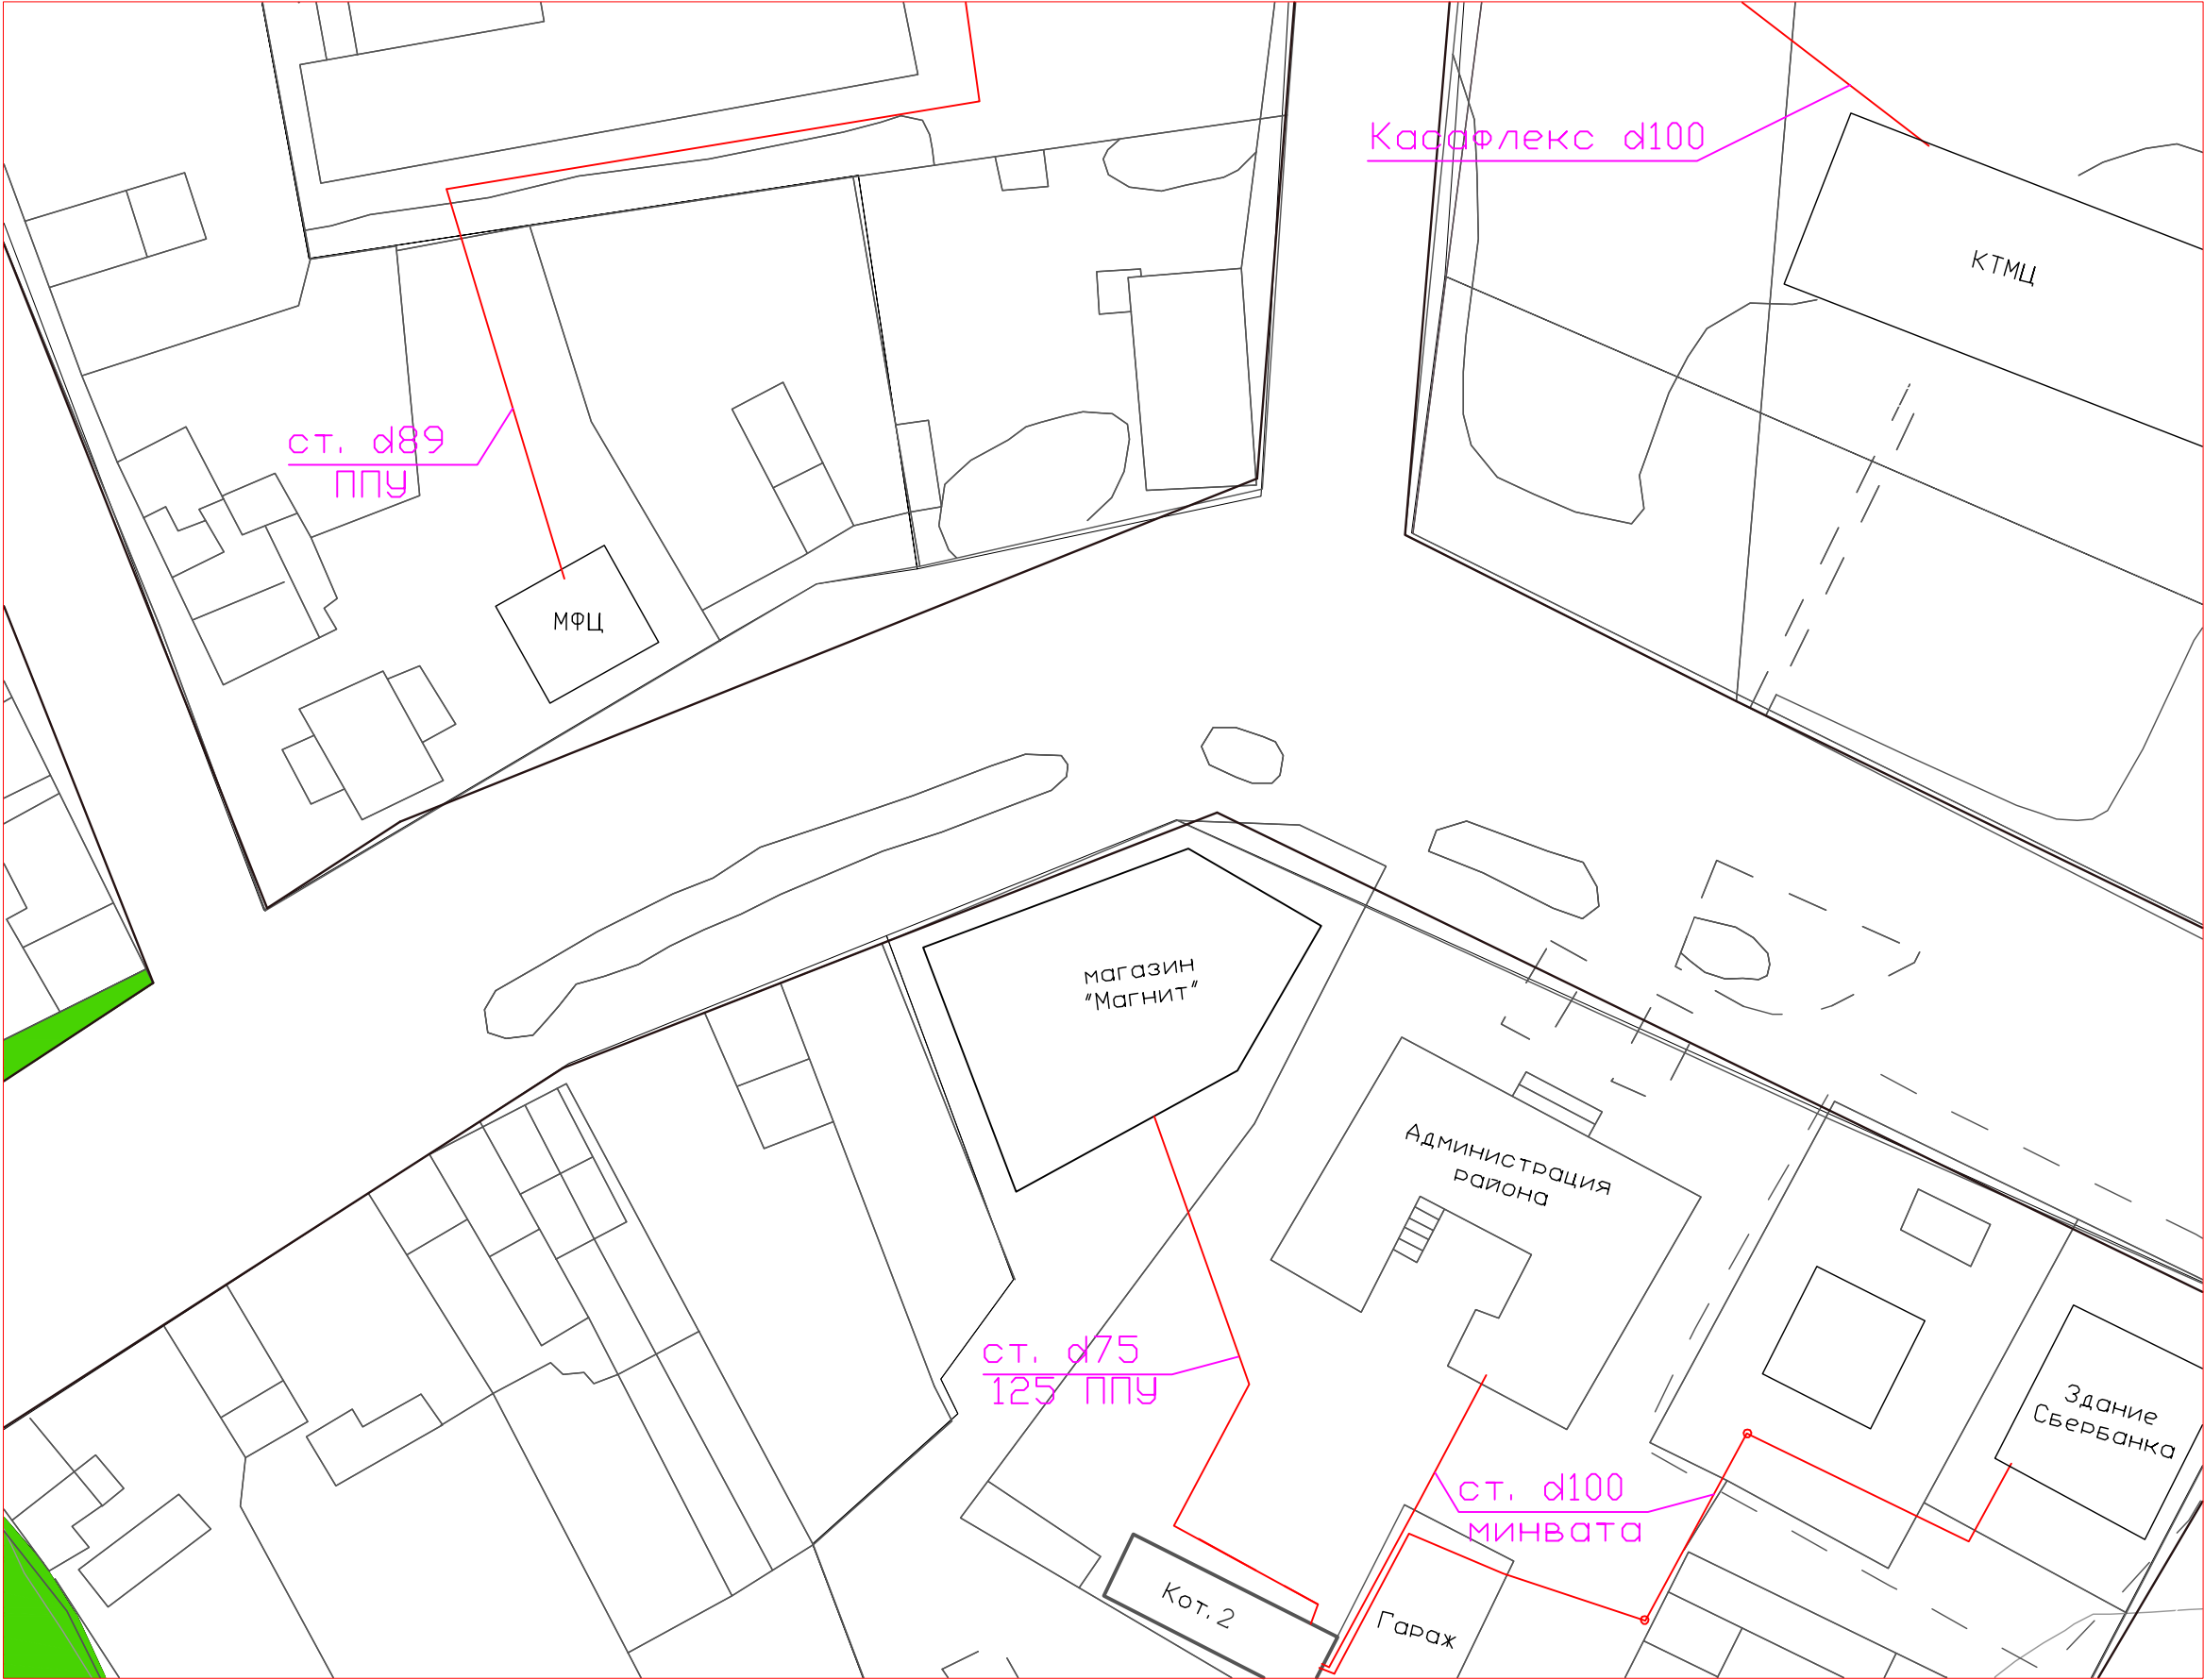 Касафлекс d100
КТМЦ
ст. d89
ППУ
МФЦ
магазин
"Магнит"
Администрация
района
ст. d75
125 ППУ
Здание
Сбербанка
ст. d100
минвата
Кот. 2
Гараж